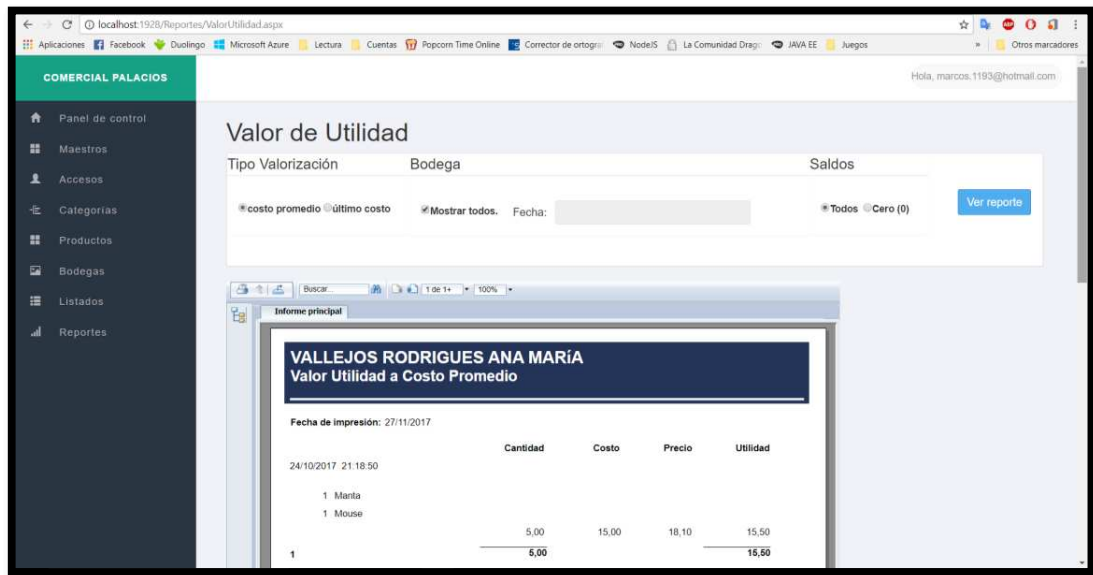 localhost:1928/Reportes/ValorUtilidad.aspx
Aplicaciones Facebook Duolingo Microsoft Azure Lectura Cuentas Popcorn Time Online Corrector de ortogra NodeJS La Comunidad Drag JAVA EE Juegos » Otros marcadores
COMERCIAL PALACIOS
Hola, marcos.1193@hotmail.com
Panel de control
Maestros
Accesos
Categorías
Productos
Bodegas
Listados
Reportes
Valor de Utilidad
Tipo Valorización Bodega Saldos
costo promedio último costo Mostrar todos. Fecha: Todos Cero (0) Ver reporte
Buscar... 1 de 1+ 100%
Informe principal
VALLEJOS RODRIGUES ANA MARíA
Valor Utilidad a Costo Promedio
Fecha de impresión: 27/11/2017
Cantidad Costo Precio Utilidad
24/10/2017 21:18:50
1 Manta
1 Mouse
5,00 15,00 18,10 15,50
1 5,00 15,50